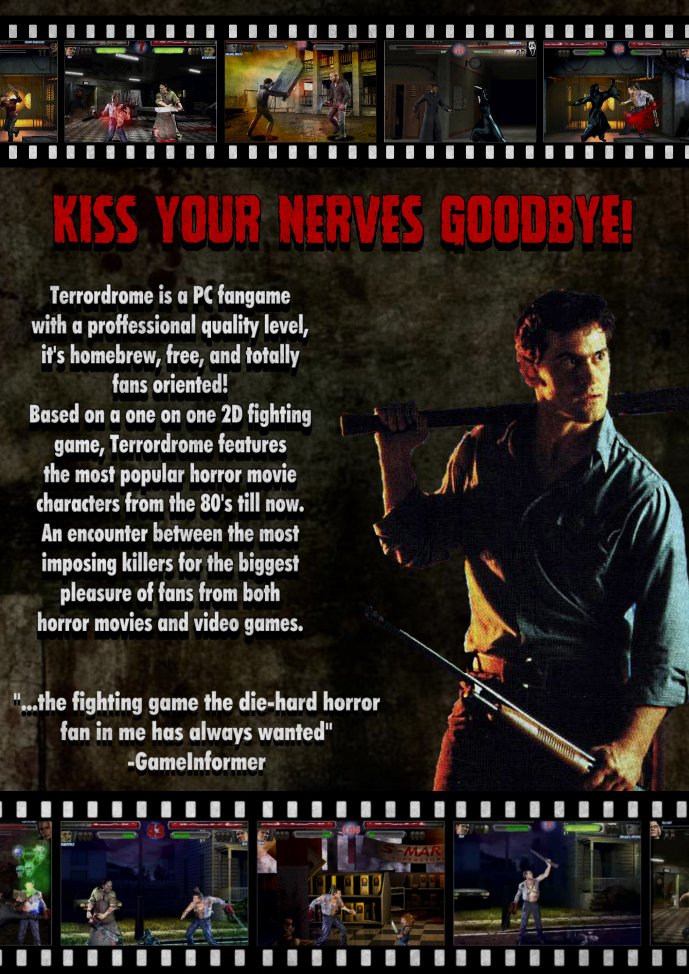 KISS YOUR NERVES GOODBYE!
Terrordrome is a PC fangame
with a proffessional quality level,
it's homebrew, free, and totally
fans oriented!
Based on a one on one 2D fighting
game, Terrordrome features
the most popular horror movie
characters from the 80's till now.
An encounter between the most
imposing killers for the biggest
pleasure of fans from both
horror movies and video games.
"...the fighting game the die-hard horror
fan in me has always wanted"
-GameInformer
S-MAR